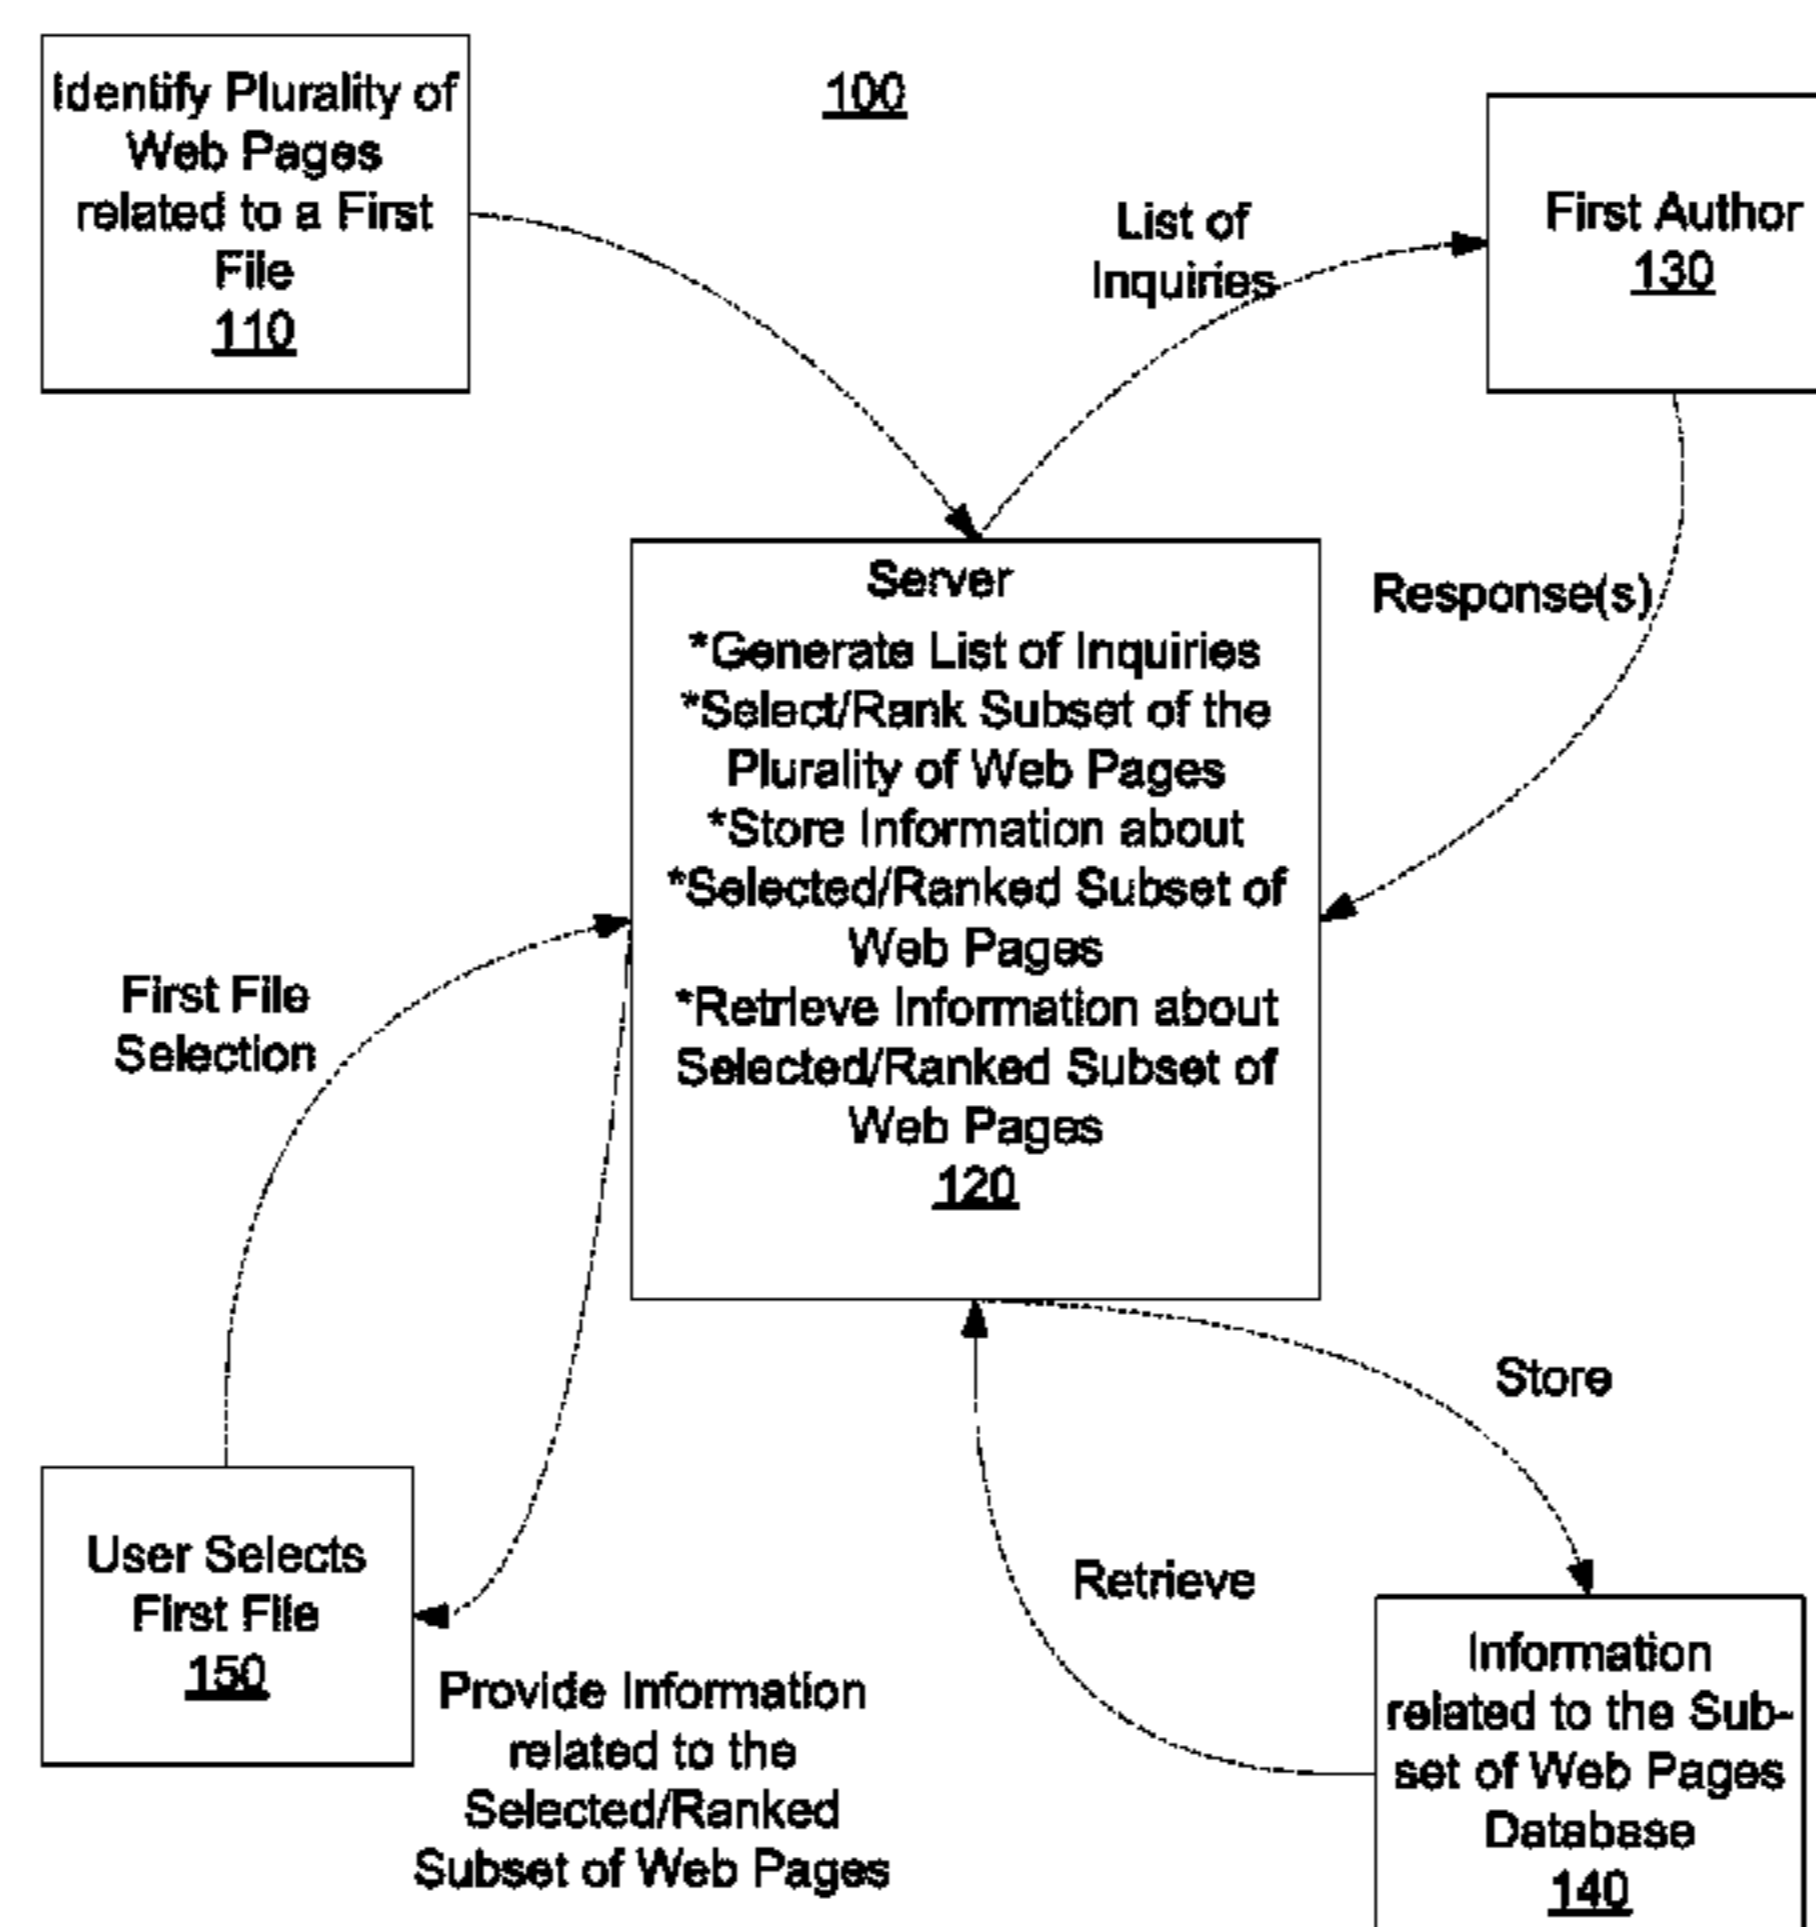 Identify Plurality of
Web Pages
related to a First
File
110
100
List of
Inquiries
First Author
130
Response(s)
Server
*Generate List of Inquiries
*Select/Rank Subset of the
Plurality of Web Pages
*Store Information about
*Selected/Ranked Subset of
Web Pages
*Retrieve Information about
Selected/Ranked Subset of
Web Pages
120
First File
Selection
User Selects
First File
150
Provide Information
related to the
Selected/Ranked
Subset of Web Pages
Store
Retrieve
Information
related to the Sub-
set of Web Pages
Database
140